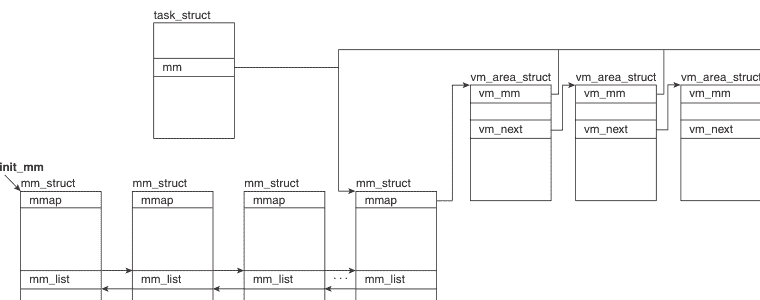 task_struct
mm
vm_area_struct vm_area_struct vm_area_struct
vm_mm vm_mm vm_mm
vm_next vm_next vm_next
init_mm
mm_struct mm_struct mm_struct mm_struct
mmap mmap mmap mmap
mm_list mm_list mm_list ... mm_list